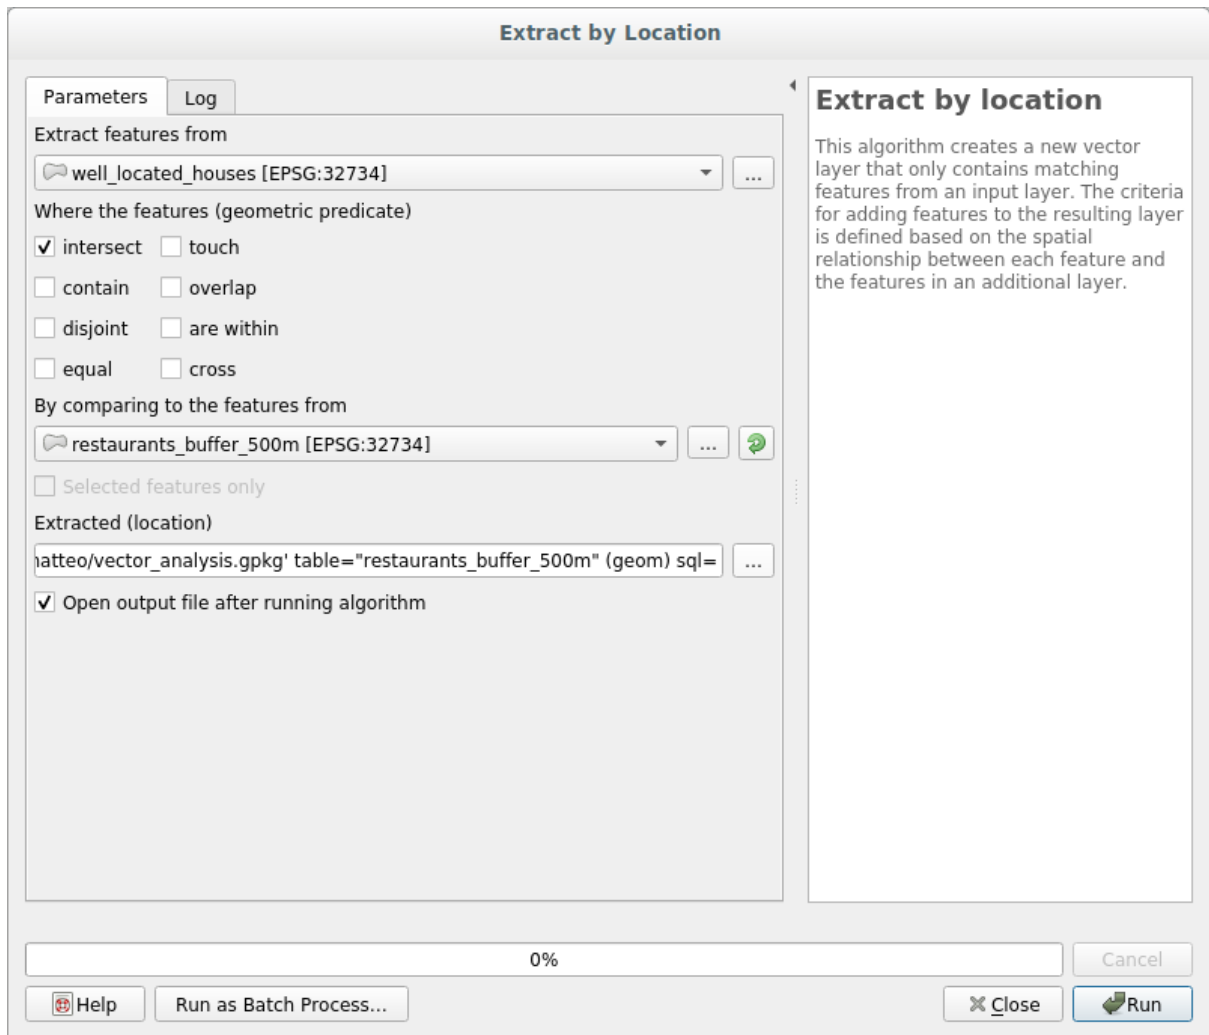 Extract by Location
Parameters
Log
Extract features from
well_located_houses [EPSG:32734]
...
Where the features (geometric predicate)
intersect
touch
contain
overlap
disjoint
are within
equal
cross
By comparing to the features from
restaurants_buffer_500m [EPSG:32734]
...
Selected features only
Extracted (location)
natteo/vector_analysis.gpkg' table="restaurants_buffer_500m" (geom) sql=
...
Open output file after running algorithm
Extract by location
This algorithm creates a new vector
layer that only contains matching
features from an input layer. The criteria
for adding features to the resulting layer
is defined based on the spatial
relationship between each feature and
the features in an additional layer.
0%
Cancel
Help
Run as Batch Process...
Close
Run